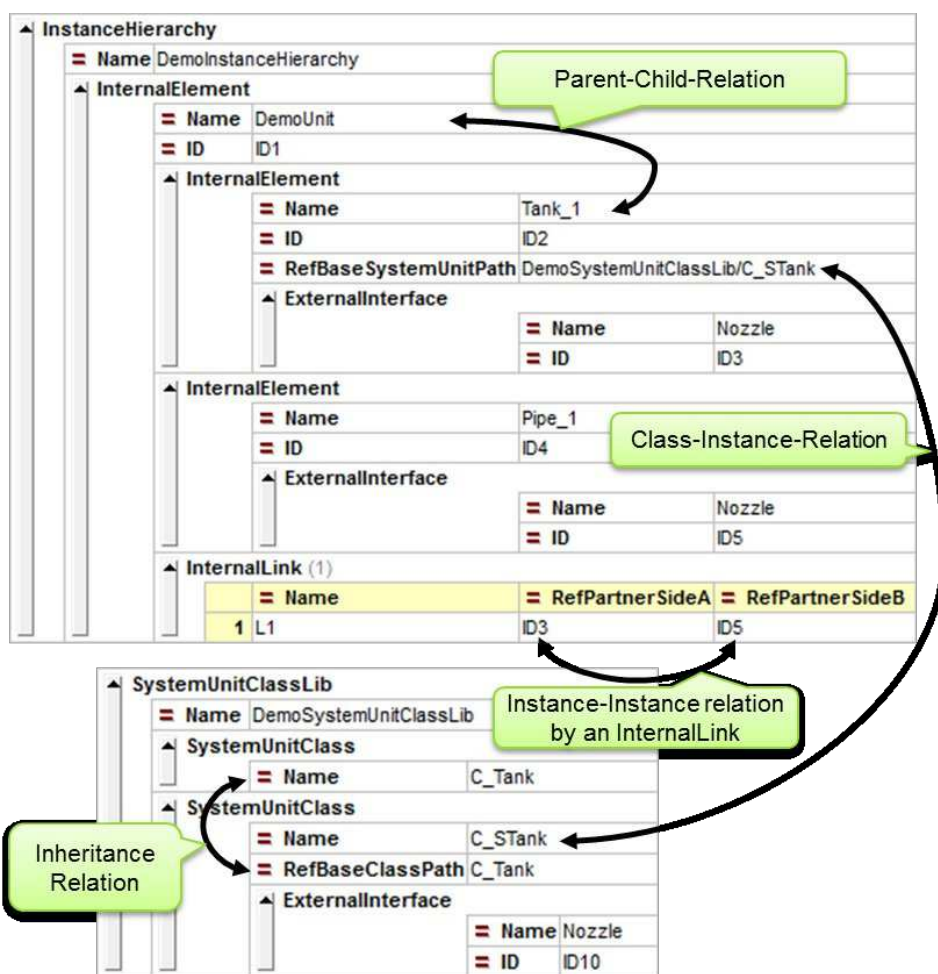 InstanceHierarchy
= Name DemoInstanceHierarchy
Parent-Child-Relation
InternalElement
= Name DemoUnit
= ID ID1
InternalElement
= Name Tank_1
= ID ID2
= RefBaseSystemUnitPath DemoSystemUnitClassLib/C_STank
ExternalInterface
= Name Nozzle
= ID ID3
InternalElement
= Name Pipe_1
Class-Instance-Relation
= ID ID4
ExternalInterface
= Name Nozzle
= ID ID5
InternalLink (1)
= Name = RefPartnerSideA = RefPartnerSideB
1 L1 ID3 ID5
Instance-Instance relation
by an InternalLink
SystemUnitClassLib
= Name DemoSystemUnitClassLib
SystemUnitClass
= Name C_Tank
SystemUnitClass
= Name C_STank
= RefBaseClassPath C_Tank
Inheritance
Relation
ExternalInterface
= Name Nozzle
= ID ID10